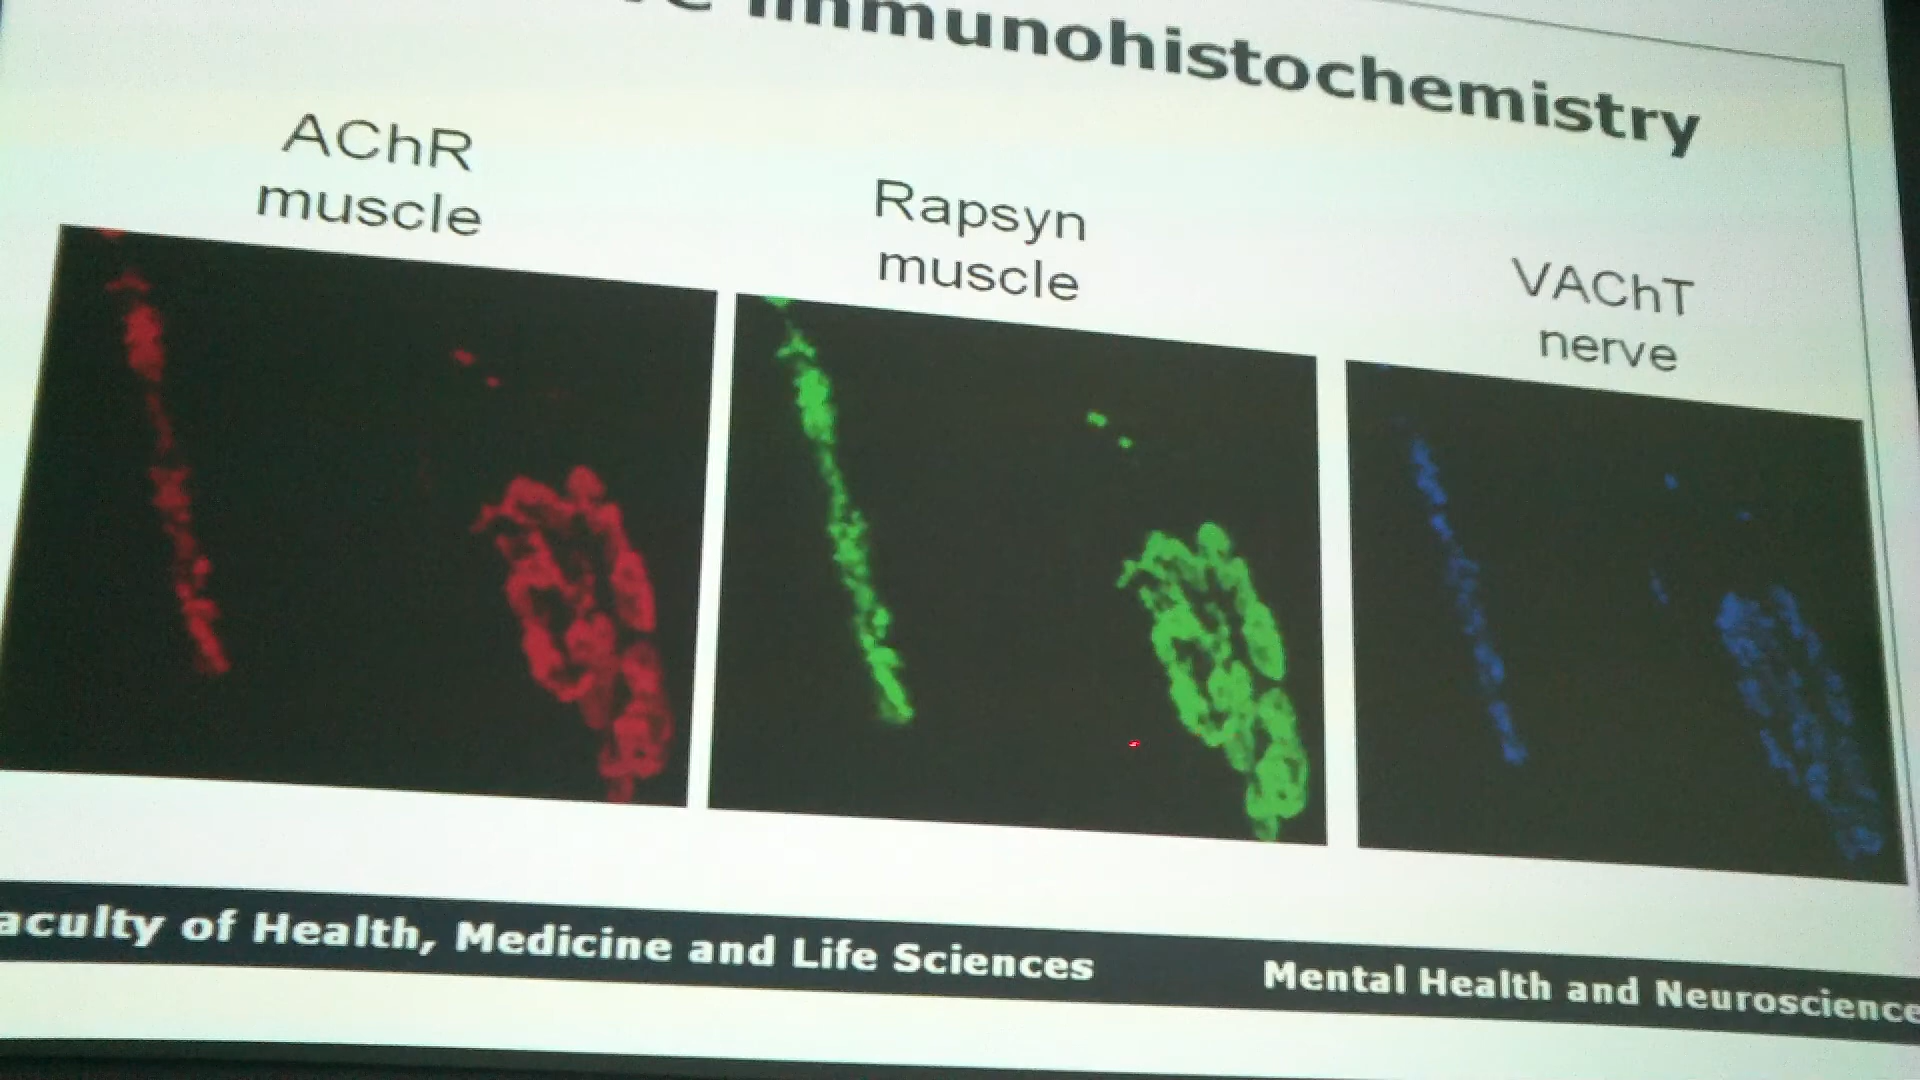 immunohistochemistry
AChR
muscle
Rapsyn
muscle
VAChT
nerve
aculty of Health, Medicine and Life Sciences
Mental Health and Neuroscience